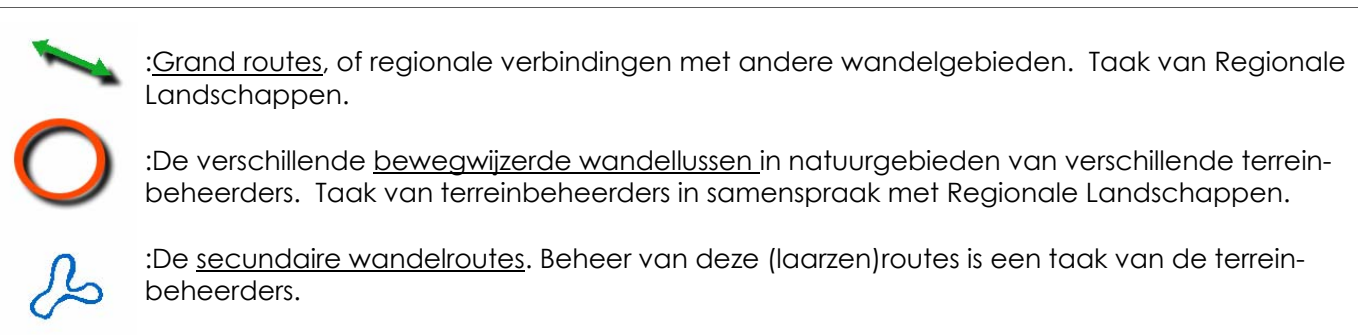 :Grand routes, of regionale verbindingen met andere wandelgebieden.  Taak van Regionale
Landschappen.
:De verschillende bewegwijzerde wandellussen in natuurgebieden van verschillende terrein-
beheerders.  Taak van terreinbeheerders in samenspraak met Regionale Landschappen.
:De secundaire wandelroutes. Beheer van deze (laarzen)routes is een taak van de terrein-
beheerders.